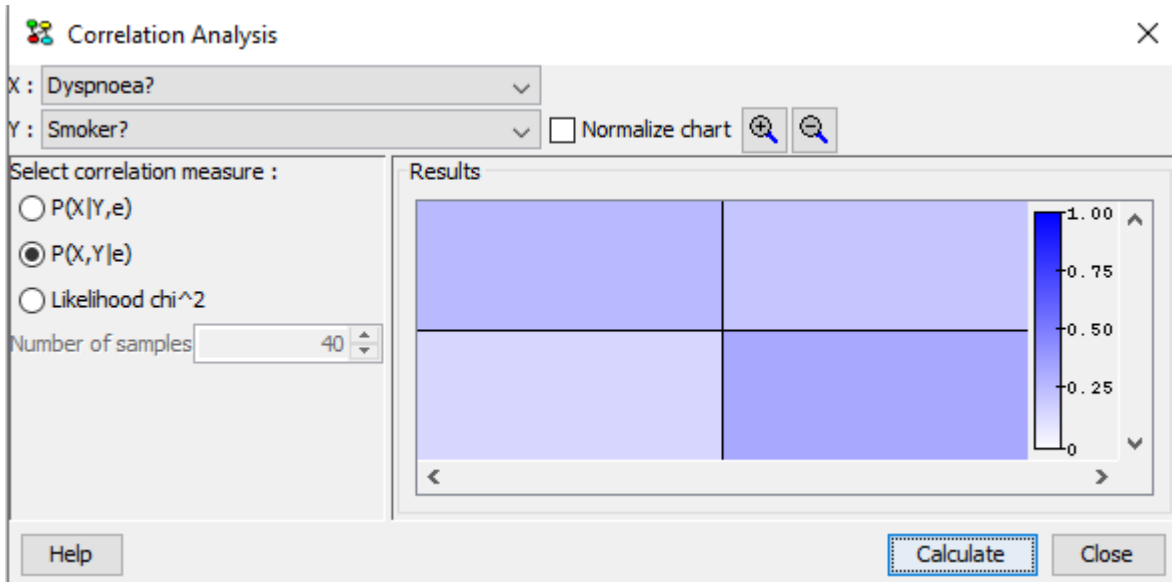 Correlation Analysis
X : Dyspnoea?
Y : Smoker? Normalize chart
Select correlation measure :
P(X|Y,e)
P(X,Y|e)
Likelihood chi^2
Number of samples 40
Results
1.00
0.75
0.50
0.25
0
Help Calculate Close